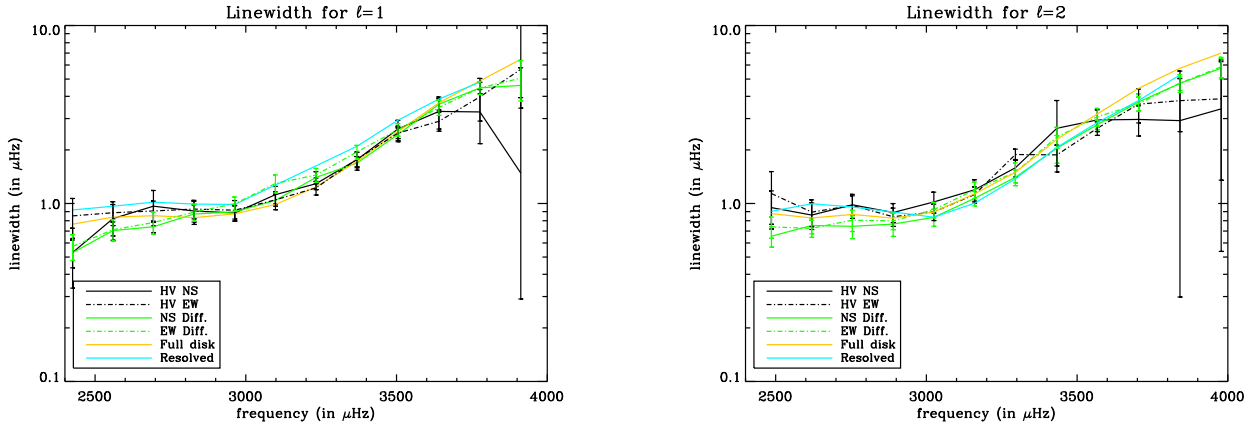 Linewidth for ℓ=1
10.0
1.0
0.1
linewidth (in μHz)
HV NS
HV EW
NS Diff.
EW Diff.
Full disk
Resolved
2500 3000 3500 4000
frequency (in μHz)
Linewidth for ℓ=2
10.0
1.0
0.1
linewidth (in μHz)
HV NS
HV EW
NS Diff.
EW Diff.
Full disk
Resolved
2500 3000 3500 4000
frequency (in μHz)